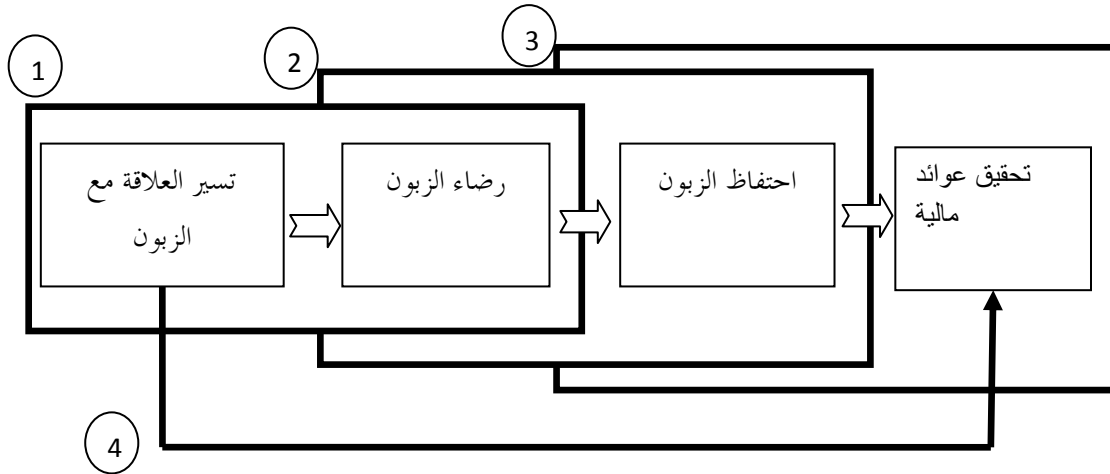 1
2
3
تسير العلاقة مع
الزبون
رضاء الزبون
احتفاظ الزبون
تحقيق عوائد
مالية
4